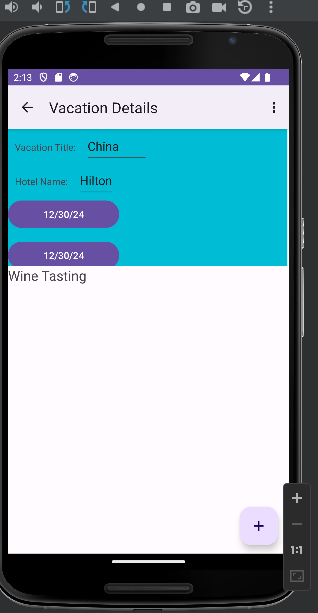 2:13
Vacation Details
Vacation Title: China
Hotel Name: Hilton
12/30/24
12/30/24
Wine Tasting
+
+
1:1